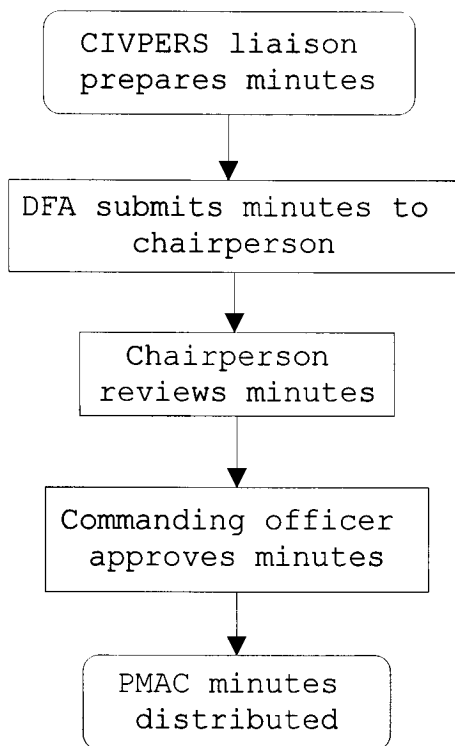 CIVPERS liaison
prepares minutes
DFA submits minutes to
chairperson
Chairperson
reviews minutes
Commanding officer
approves minutes
PMAC minutes
distributed